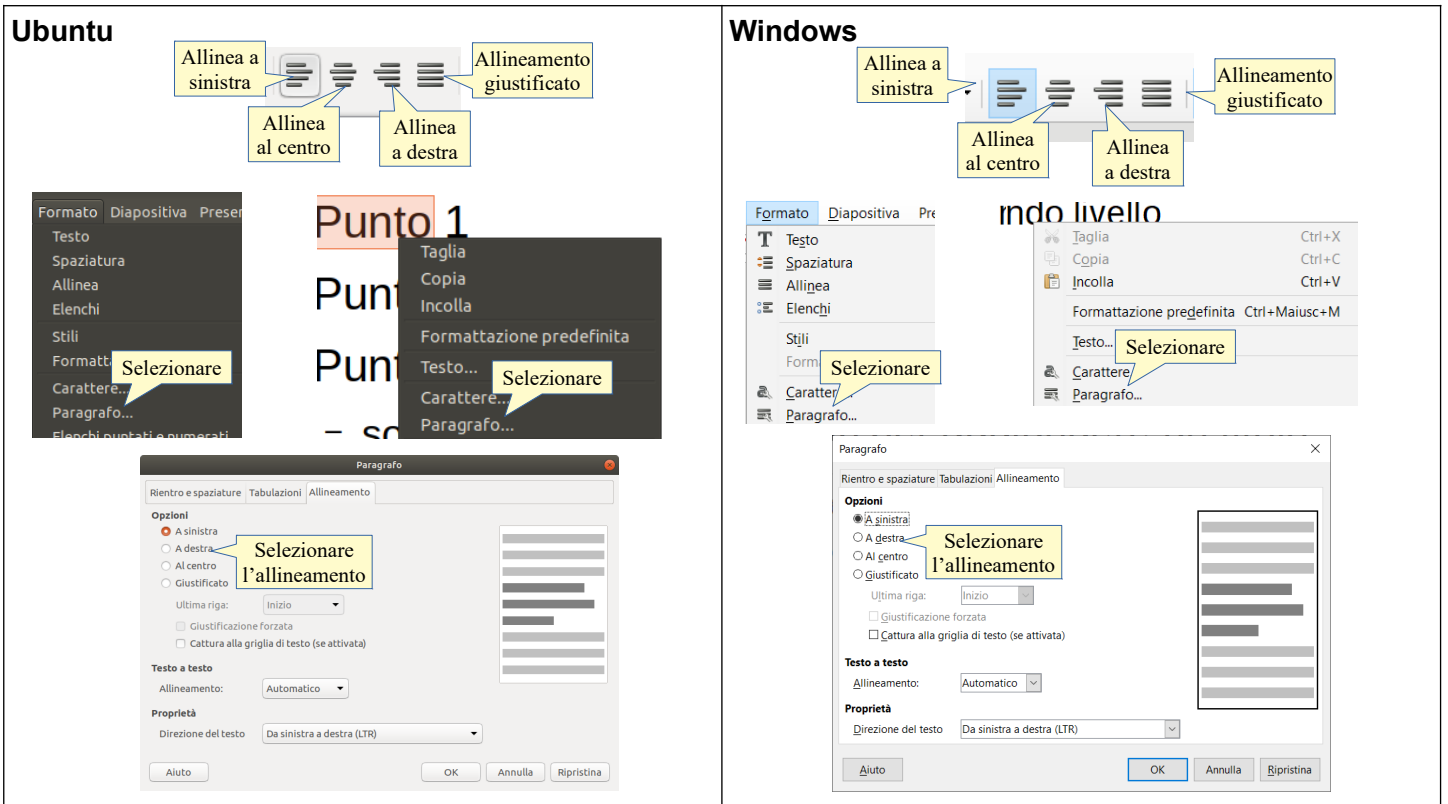 Ubuntu
Allinea a
sinistra
Allineamento
giustificato
Allinea
al centro
Allinea
a destra
Formato Diapositiva Preser
Testo
Spaziatura
Allinea
Elenchi
Stili
Formatt
Selezionare
Carattere...
Paragrafo...
Elenchi puntati e numerati
Punto 1
Punt
Punt
– so
Taglia
Copia
Incolla
Formattazione predefinita
Testo...
Selezionare
Carattere...
Paragrafo...
Paragrafo
Rientro e spaziature Tabulazioni Allineamento
Opzioni
A sinistra
A destra
Al centro
Giustificato
Selezionare
l'allineamento
Ultima riga: Inizio
Giustificazione forzata
Cattura alla griglia di testo (se attivata)
Testo a testo
Allineamento: Automatico
Proprietà
Direzione del testo Da sinistra a destra (LTR)
Aiuto OK Annulla Ripristina
Windows
Allinea a
sinistra
Allineamento
giustificato
Allinea
al centro
Allinea
a destra
Formato Diapositiva Pre
Testo
Spaziatura
Allinea
Elenchi
Stili
Forma
Selezionare
Caratter
Paragrafo...
ndo livello
Taglia Ctrl+X
Copia Ctrl+C
Incolla Ctrl+V
Formattazione predefinita Ctrl+Maiusc+M
Testo...
Selezionare
Carattere
Paragrafo...
Paragrafo
Rientro e spaziature Tabulazioni Allineamento
Opzioni
A sinistra
A destra
Al centro
Giustificato
Selezionare
l'allineamento
Ultima riga: Inizio
Giustificazione forzata
Cattura alla griglia di testo (se attivata)
Testo a testo
Allineamento: Automatico
Proprietà
Direzione del testo Da sinistra a destra (LTR)
Aiuto OK Annulla Ripristina